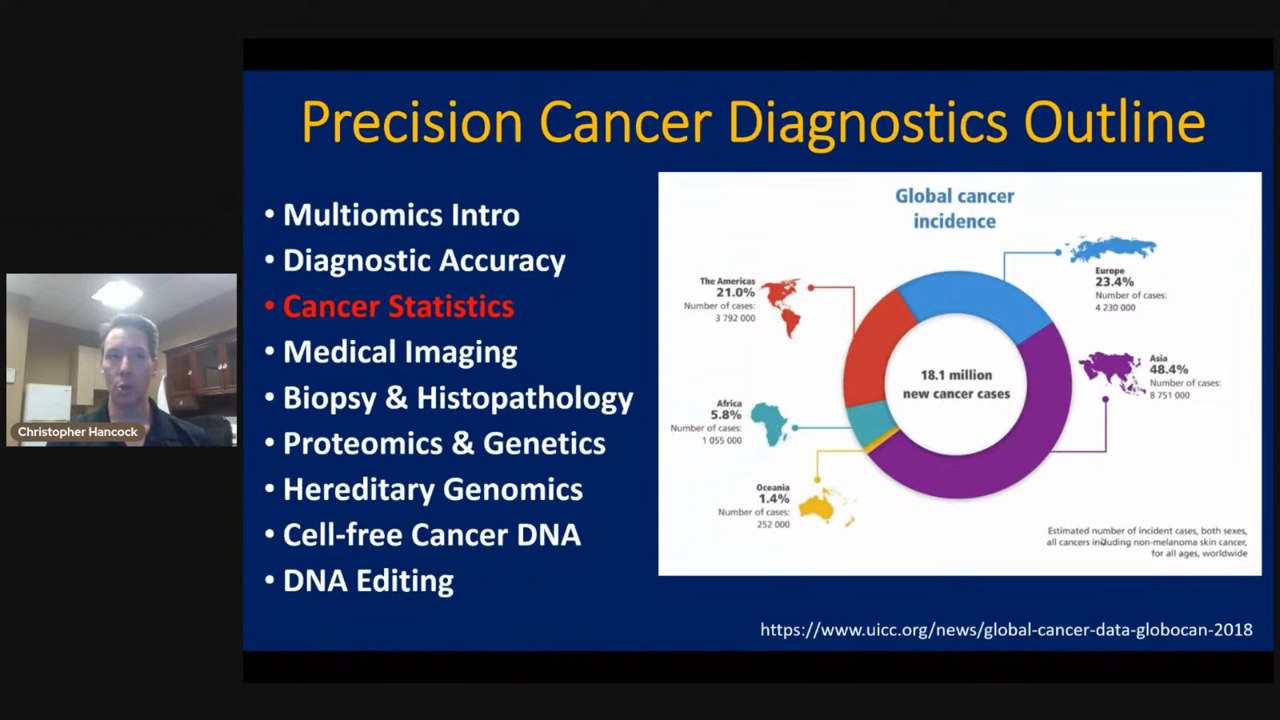 Precision Cancer Diagnostics Outline
• Multiomics Intro
• Diagnostic Accuracy
• Cancer Statistics
• Medical Imaging
• Biopsy & Histopathology
• Proteomics & Genetics
• Hereditary Genomics
• Cell-free Cancer DNA
• DNA Editing
Global cancer
incidence
The Americas
21.0%
Number of cases:
3 792 000
Europe
23.4%
Number of cases:
4 230 000
18.1 million
new cancer cases
Asia
48.4%
Number of cases:
8 751 000
Africa
5.8%
Number of cases:
1 055 000
Oceania
1.4%
Number of cases:
252 000
Estimated number of incident cases, both sexes,
all cancers including non-melanoma skin cancer,
for all ages, worldwide
https://www.uicc.org/news/global-cancer-data-globocan-2018
Christopher Hancock